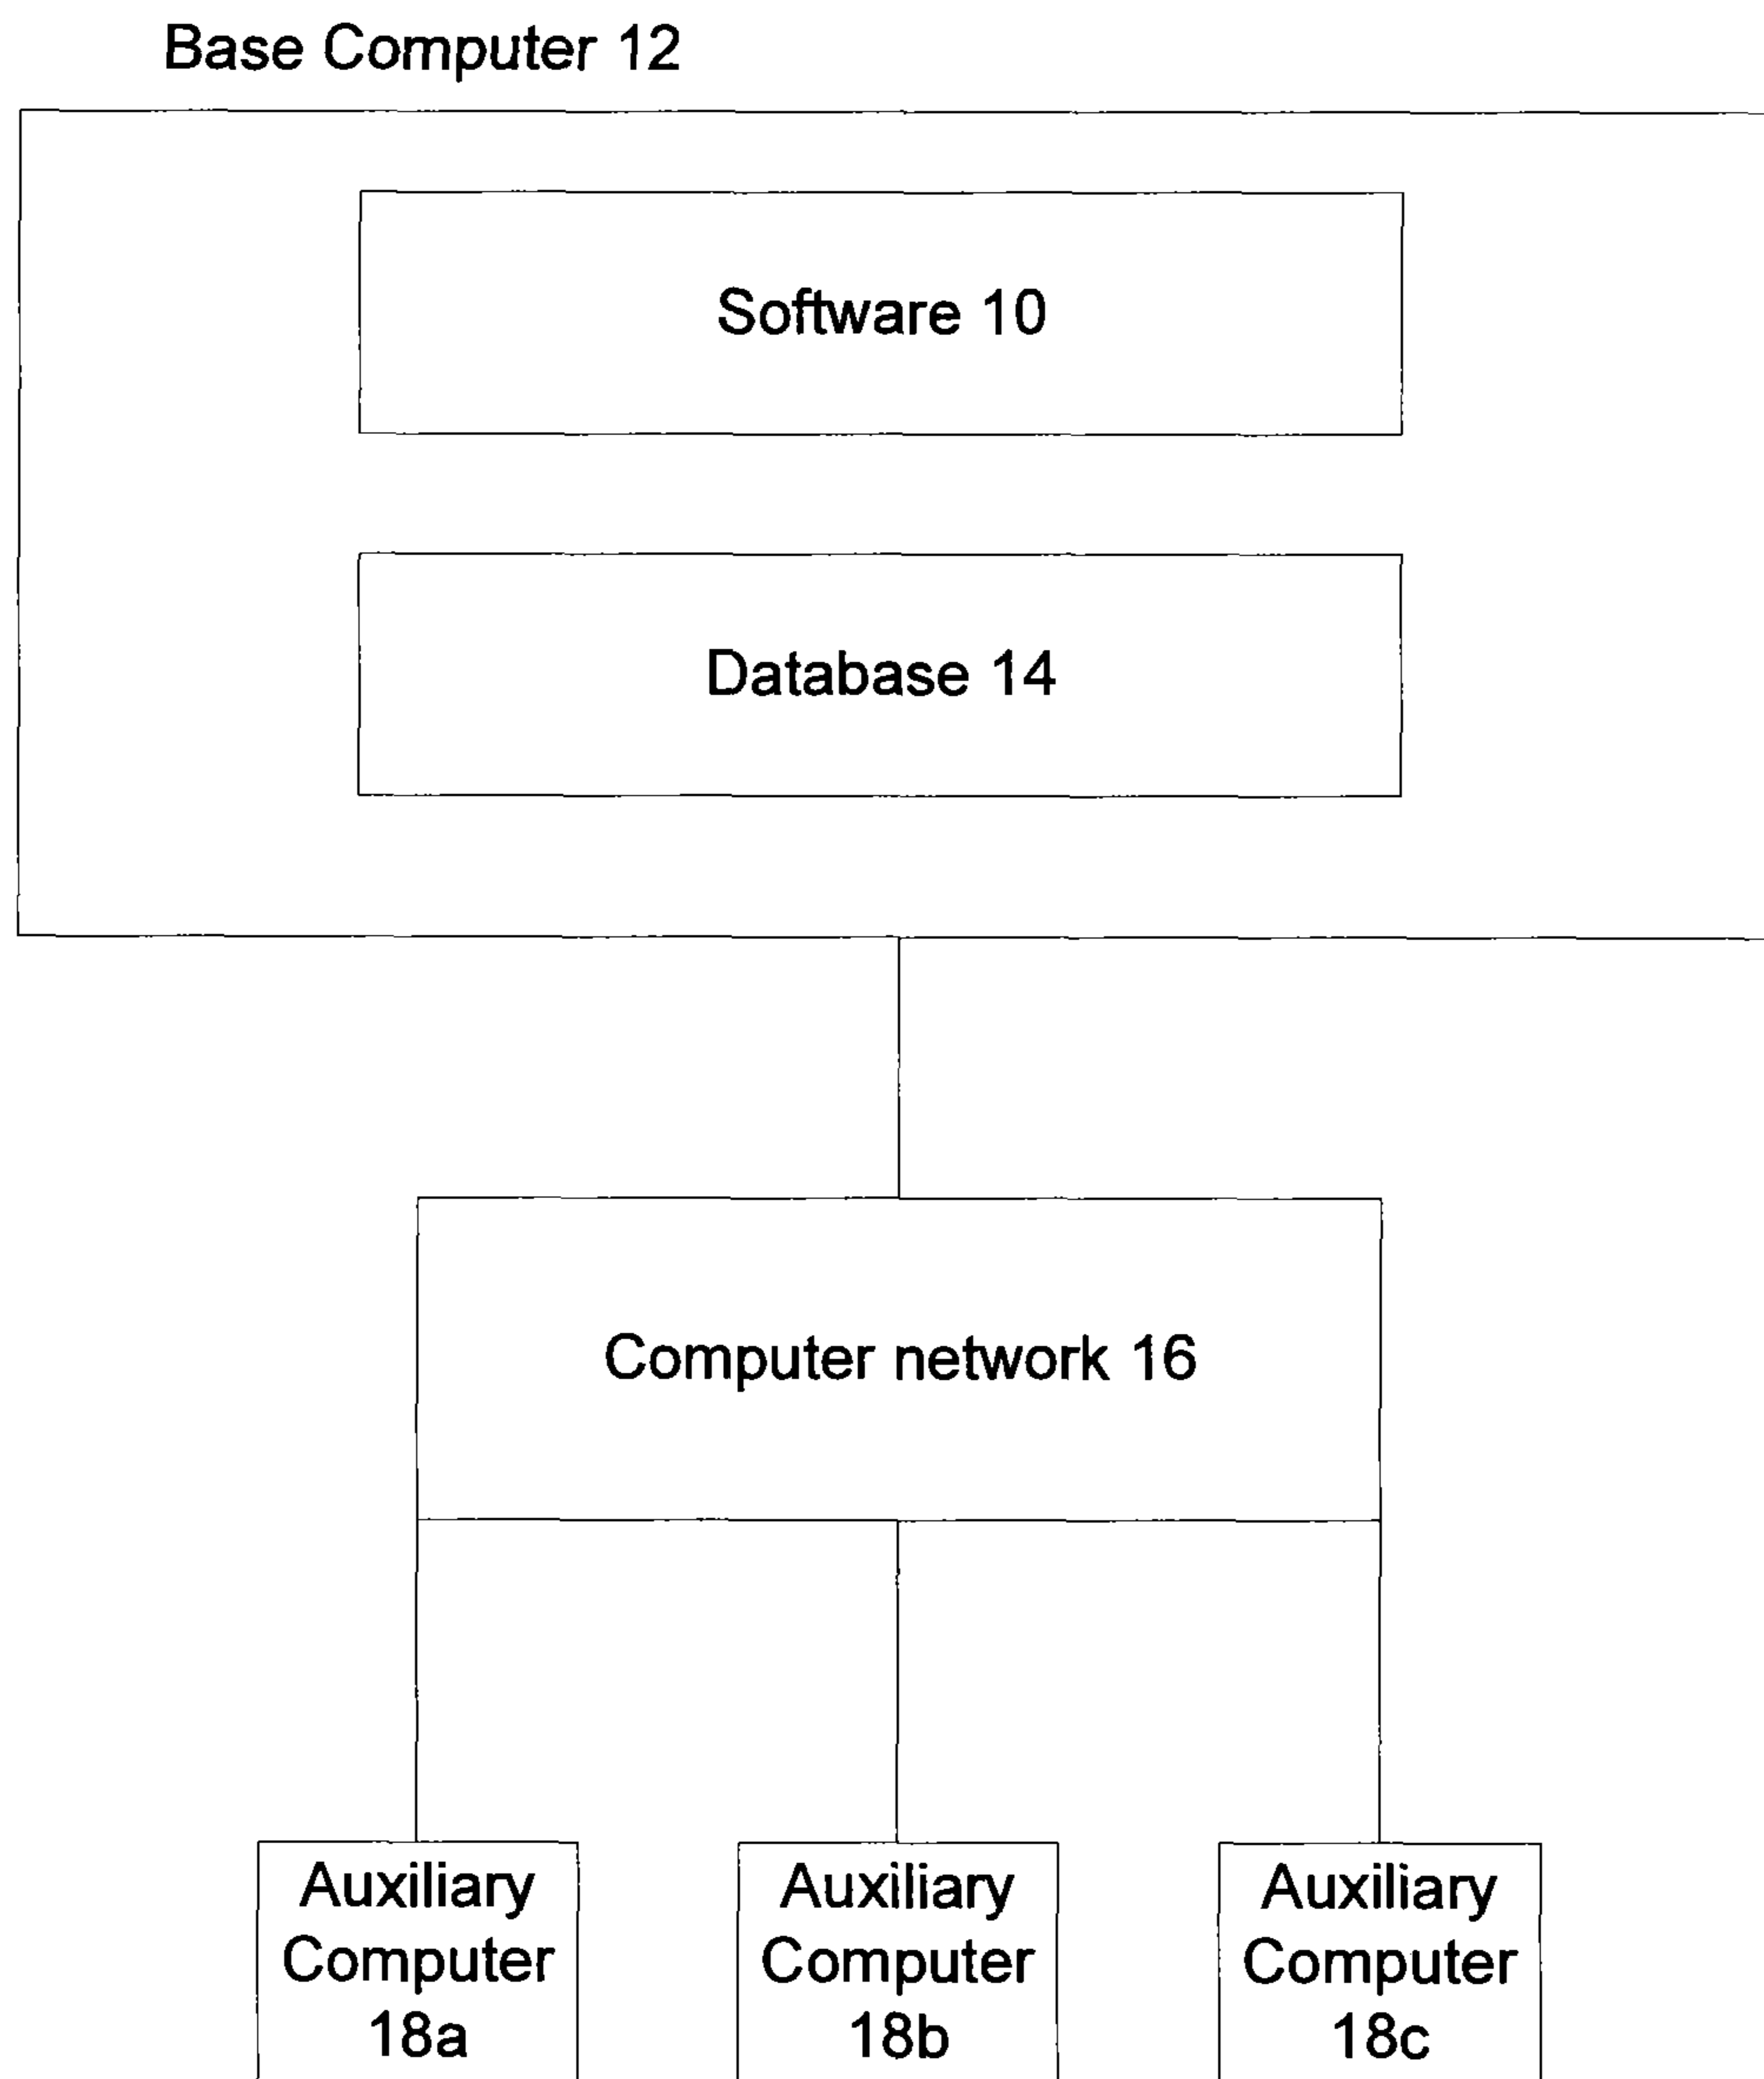 Base Computer 12
Software 10
Database 14
Computer network 16
Auxiliary
Computer
18a
Auxiliary
Computer
18b
Auxiliary
Computer
18c